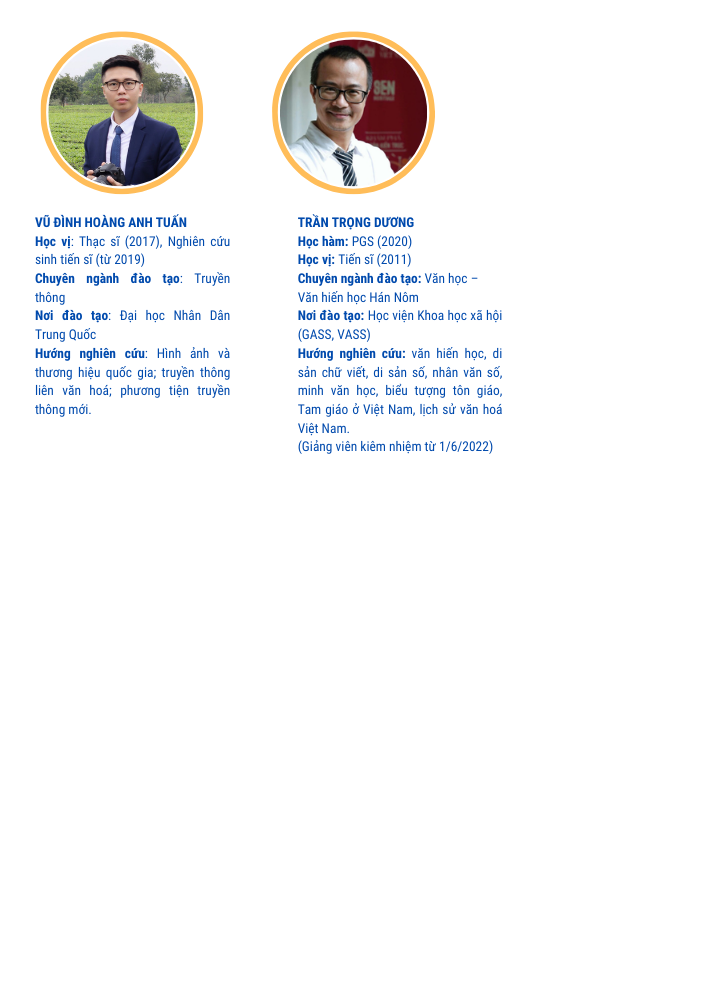 VŨ ĐÌNH HOÀNG ANH TUẤN
Học vị: Thạc sĩ (2017), Nghiên cứu
sinh tiến sĩ (từ 2019)
Chuyên ngành đào tạo: Truyền
thông
Nơi đào tạo: Đại học Nhân Dân
Trung Quốc
Hướng nghiên cứu: Hình ảnh và
thương hiệu quốc gia; truyền thông
liên văn hoá; phương tiện truyền
thông mới.
SEN
TRẦN TRỌNG DƯƠNG
Học hàm: PGS (2020)
Học vị: Tiến sĩ (2011)
Chuyên ngành đào tạo: Văn học –
Văn hiến học Hán Nôm
Nơi đào tạo: Học viện Khoa học xã hội
(GASS, VASS)
Hướng nghiên cứu: văn hiến học, di
sản chữ viết, di sản số, nhân văn số,
minh văn học, biểu tượng tôn giáo,
Tam giáo ở Việt Nam, lịch sử văn hoá
Việt Nam.
(Giảng viên kiêm nhiệm từ 1/6/2022)